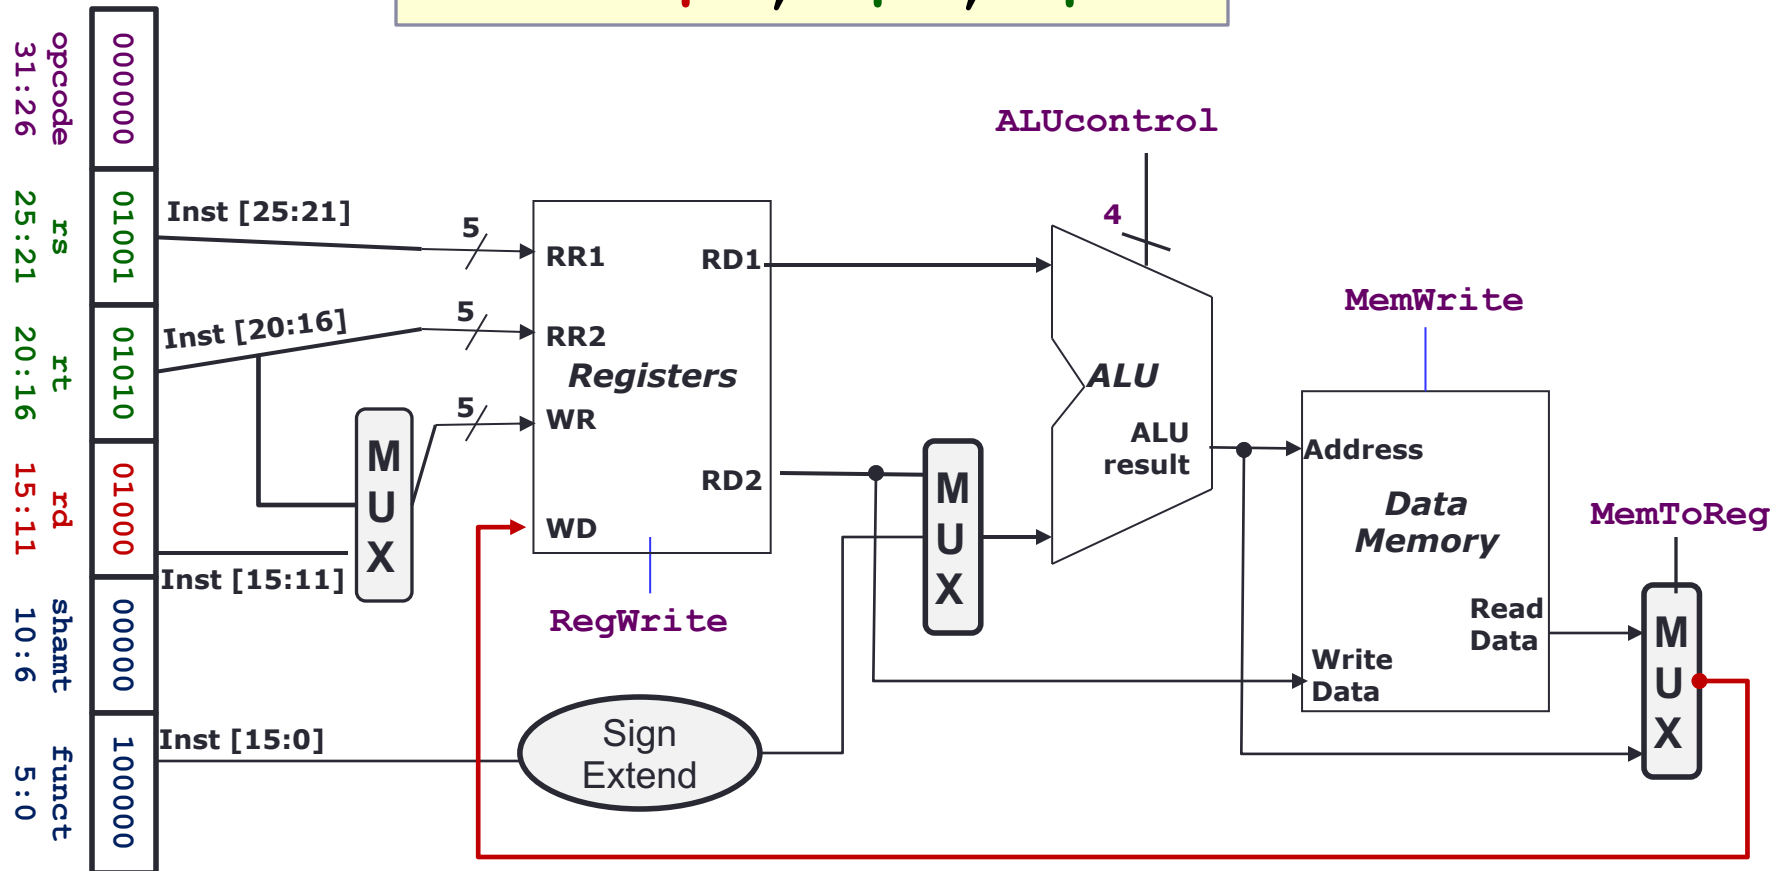 opcode
31:26
000000
rs
25:21
01001
rt
20:16
01010
rd
15:11
01000
shamt
10:6
00000
funct
5:0
100000
Inst [25:21]
Inst [20:16]
Inst [15:11]
Inst [15:0]
5
5
5
M
U
X
RR1
RR2
WR
WD
RD1
RD2
Registers
RegWrite
Sign
Extend
M
U
X
ALUcontrol
4
ALU
ALU
result
MemWrite
Address
Data
Memory
Read
Data
Write
Data
MemToReg
M
U
X